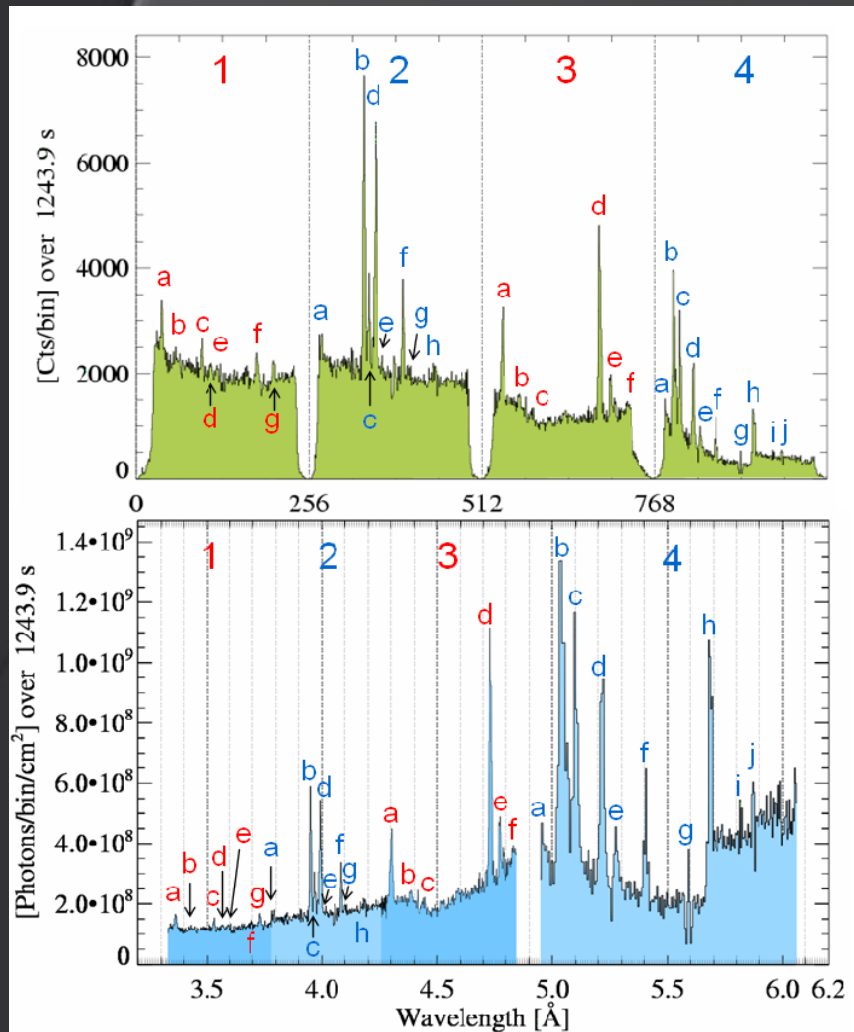 8000
6000
4000
2000
0
[Cts/bin] over 1243.9 s
1 2 3 4
a b c d e f g
a b c d e f g h
a b c d e f
a b c d e f g h i j
0 256 512 768
1.4•10⁹
1.2•10⁹
1.0•10⁹
8.0•10⁸
6.0•10⁸
4.0•10⁸
2.0•10⁸
0
[Photons/bin/cm²] over 1243.9 s
1 2 3 4
a b c d e f g
a b c d e f g h
a b c d e f
a b c d e f g h i j
3.5 4.0 4.5 5.0 5.5 6.0 6.2
Wavelength [Å]